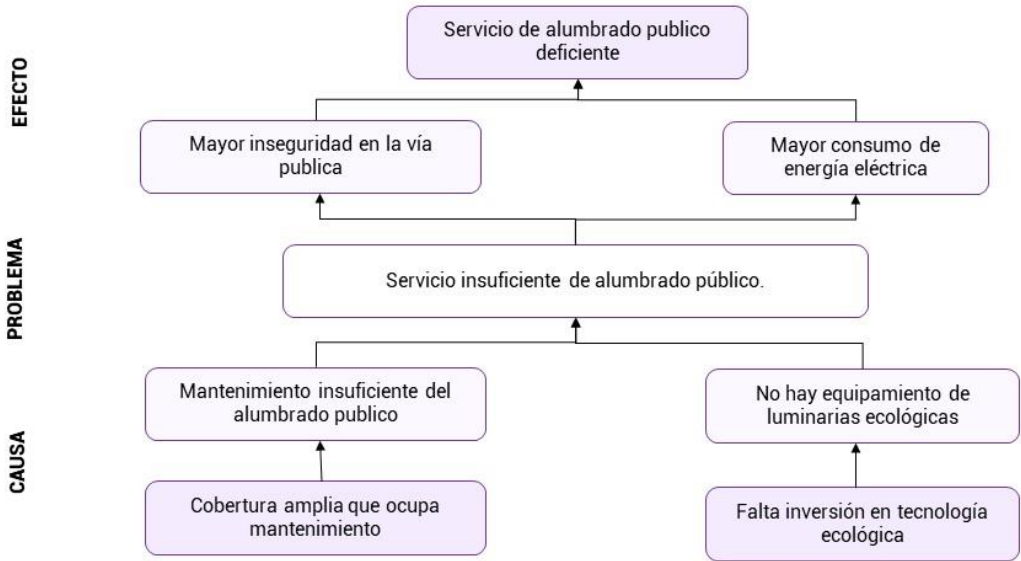 EFECTO
Servicio de alumbrado publico
deficiente
Mayor inseguridad en la vía
publica
Mayor consumo de
energía eléctrica
PROBLEMA
Servicio insuficiente de alumbrado público.
CAUSA
Mantenimiento insuficiente del
alumbrado publico
No hay equipamiento de
luminarias ecológicas
Cobertura amplia que ocupa
mantenimiento
Falta inversión en tecnología
ecológica